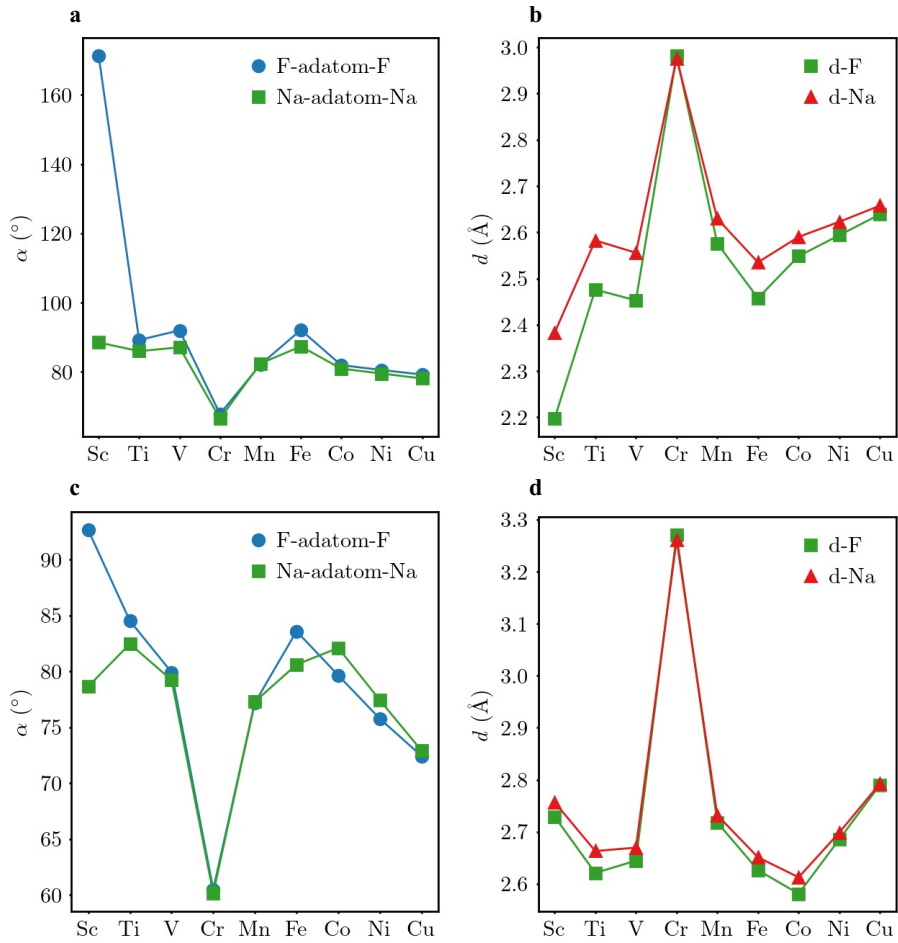 a
α (°)
160
140
120
100
80
F-adatom-F
Na-adatom-Na
Sc Ti V Cr Mn Fe Co Ni Cu
b
d (Å)
3.0
2.9
2.8
2.7
2.6
2.5
2.4
2.3
2.2
d-F
d-Na
Sc Ti V Cr Mn Fe Co Ni Cu
c
α (°)
90
85
80
75
70
65
60
F-adatom-F
Na-adatom-Na
Sc Ti V Cr Mn Fe Co Ni Cu
d
d (Å)
3.3
3.2
3.1
3.0
2.9
2.8
2.7
2.6
d-F
d-Na
Sc Ti V Cr Mn Fe Co Ni Cu